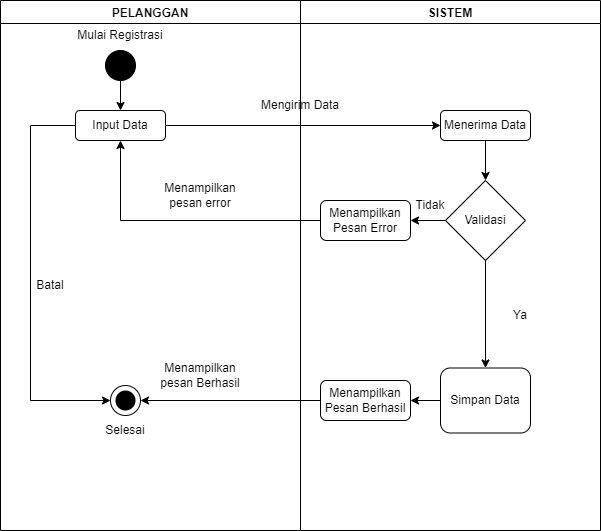 PELANGGAN
SISTEM
Mulai Registrasi
Mengirim Data
Input Data
Menerima Data
Menampilkan
pesan error
Menampilkan
Pesan Error
Tidak
Validasi
Batal
Ya
Menampilkan
pesan Berhasil
Menampilkan
Pesan Berhasil
Simpan Data
Selesai